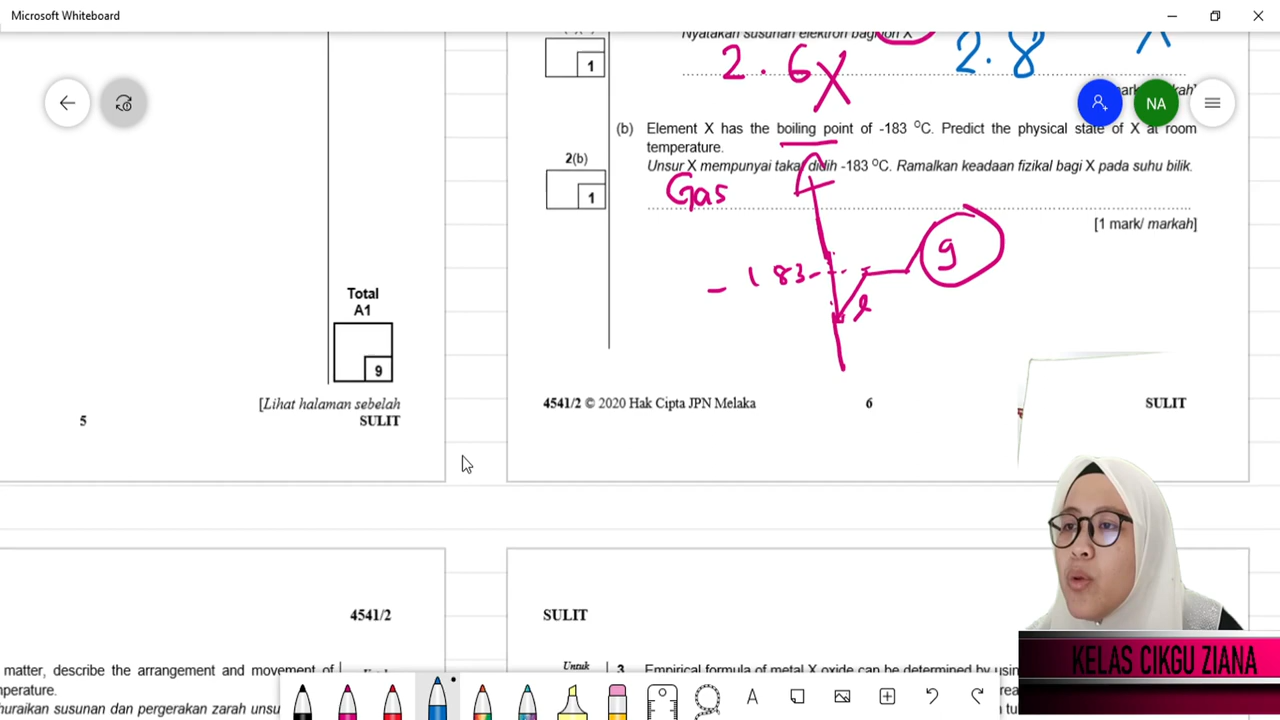 Microsoft Whiteboard
NA
1
Nyatakan susunan elektron bagi ion X
2.6 X
2.8
(b) Element X has the boiling point of -183 °C. Predict the physical state of X at room
temperature.
2(b)
Unsur X mempunyai takat didih -183 °C. Ramalkan keadaan fizikal bagi X pada suhu bilik.
1
Gas
[1 mark/ markah]
-183
g
l
Total
A1
9
[Lihat halaman sebelah
SULIT
5
4541/2 © 2020 Hak Cipta JPN Melaka
6
SULIT
4541/2
SULIT
matter, describe the arrangement and movement of
Untuk
3
Empirical formula of metal X oxide can be determined by using
huraikan susunan dan pergerakan zarah unsu
KELAS CIKGU ZIANA